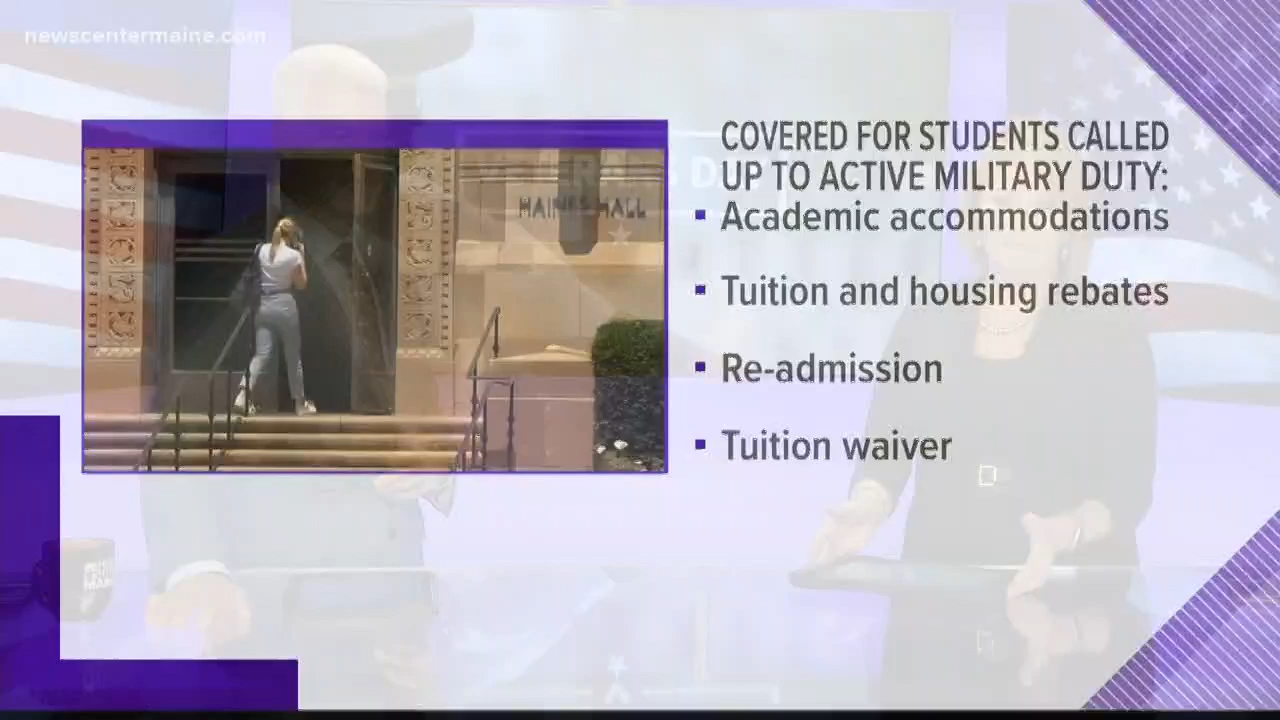 newscentermaine.com
COVERED FOR STUDENTS CALLED
UP TO ACTIVE MILITARY DUTY:
▪ Academic accommodations
▪ Tuition and housing rebates
▪ Re-admission
▪ Tuition waiver
HAINES HALL